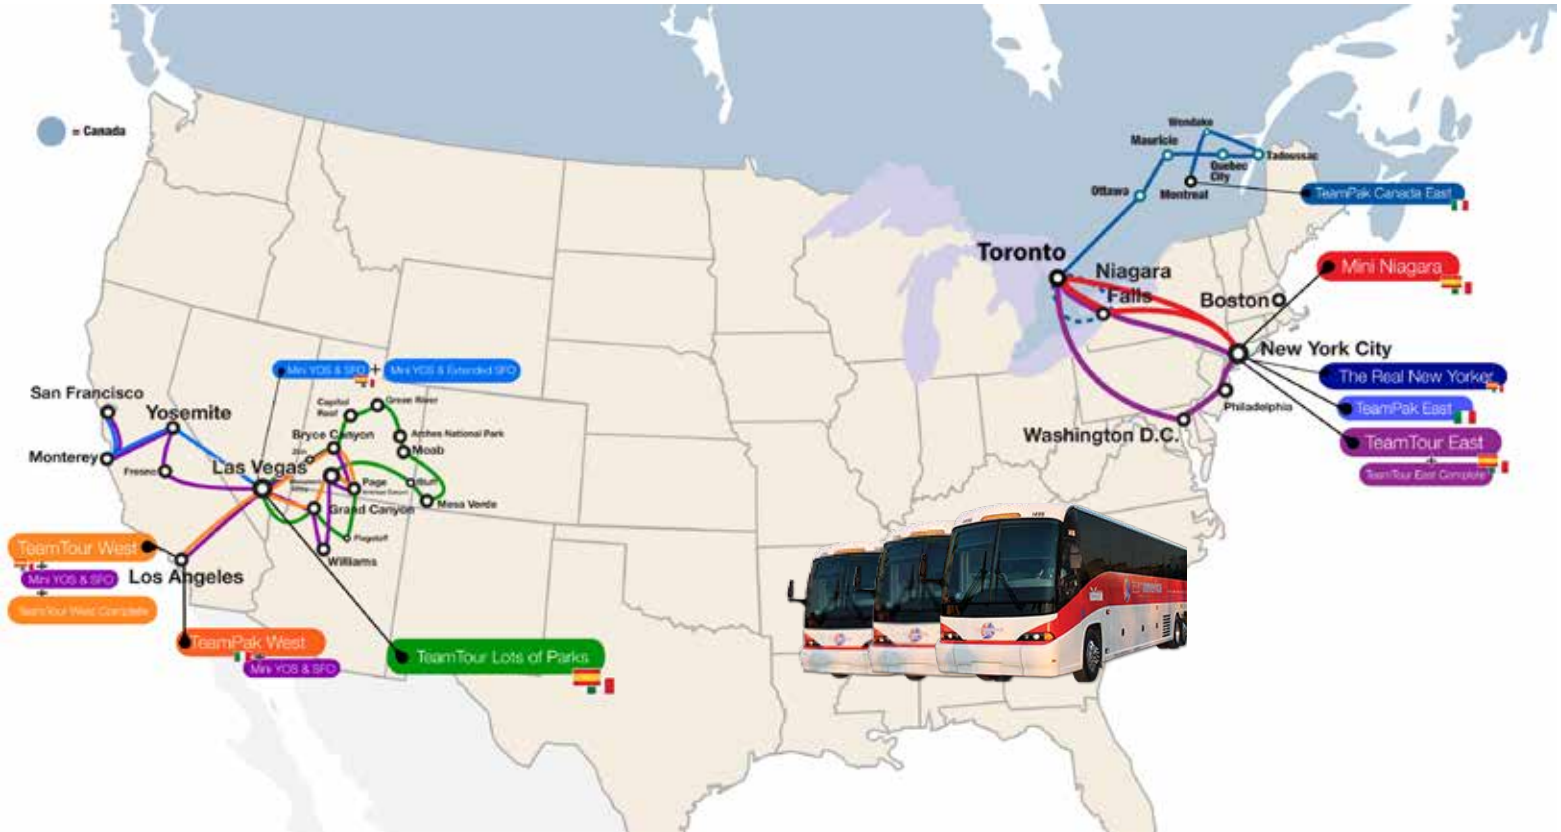 = Canada
Wendake
Mauricie
Tadoussac
Quebec
City
Ottawa
Montreal
TeamPak Canada East
Toronto
Niagara
Falls
Mini Niagara
Boston
New York City
The Real New Yorker
TeamPak East
Philadelphia
Washington D.C.
TeamTour East
+
TeamTour East Complete
Mini YOS & SFO
+
Mini YOS & Extended SFO
San Francisco
Yosemite
Monterey
Fresno
Las Vegas
Capitol
Reef
Green River
Bryce Canyon
Arches National Park
Moab
Zion
Page
Bluff
Mesa Verde
Grand Canyon
Flagstaff
Williams
TeamTour West
+
Mini YOS & SFO
+
TeamTour West Complete
Los Angeles
TeamPak West
+
Mini YOS & SFO
TeamTour Lots of Parks